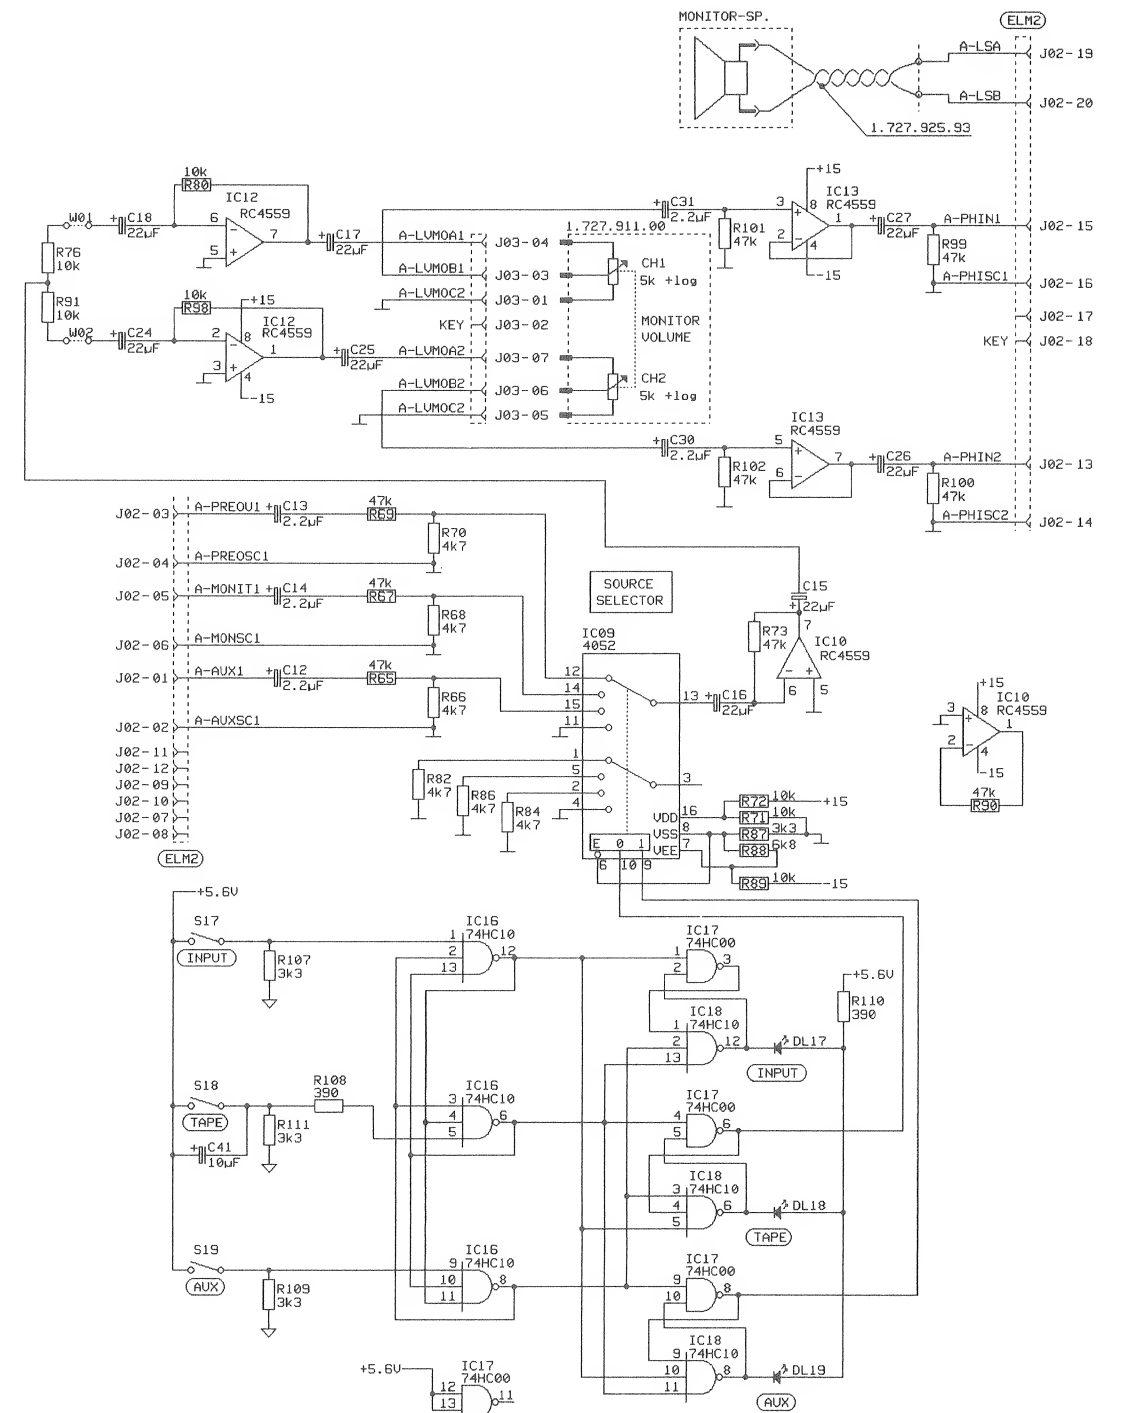 MONITOR-SP.
ELM2
A-LSA
J02-19
A-LSB
J02-20
1.727.925.93
10k
R80
IC12
RC4559
W01
+C18
22µF
6
5
7
R76
10k
R91
10k
+C17
22µF
A-LVMOA1
J03-04
A-LVMOB1
J03-03
A-LVMOC2
J03-01
KEY
J03-02
1.727.911.00
CH1
5k +log
MONITOR
VOLUME
+C31
2.2µF
R101
47k
+15
IC13
RC4559
3
8
1
2
4
-15
+C27
22µF
A-PHIN1
J02-15
R99
47k
A-PHISC1
J02-16
J02-17
KEY
J02-18
10k
R98
+15
IC12
RC4559
W02
+C24
22µF
2
8
1
3
4
-15
+C25
22µF
A-LVMOA2
J03-07
A-LVMOB2
J03-06
A-LVMOC2
J03-05
CH2
5k +log
+C30
2.2µF
R102
47k
IC13
RC4559
5
7
6
+C26
22µF
A-PHIN2
J02-13
R100
47k
A-PHISC2
J02-14
J02-03
A-PREOU1
+C13
2.2µF
47k
R69
R70
4k7
J02-04
A-PREOSC1
J02-05
A-MONIT1
+C14
2.2µF
47k
R67
R68
4k7
J02-06
A-MONSC1
J02-01
A-AUX1
+C12
2.2µF
47k
R65
R66
4k7
J02-02
A-AUXSC1
J02-11
J02-12
J02-09
J02-10
J02-07
J02-08
ELM2
SOURCE
SELECTOR
IC09
4052
12
14
15
11
1
5
2
4
13
3
R82
4k7
R86
4k7
R84
4k7
VDD
16
VSS
8
VEE
7
E 0 1
6 10 9
+C16
22µF
R73
47k
C15
+
22µF
7
IC10
RC4559
- +
6
5
R72
10k
+15
R71
10k
R87
3k3
R88
6k8
R89
10k
-15
+15
IC10
RC4559
3
8
1
2
4
-15
47k
R90
+5.6V
S17
INPUT
R107
3k3
IC16
74HC10
1
2
13
12
IC17
74HC00
1
2
3
+5.6V
R110
390
IC18
74HC10
1
2
13
12
DL17
INPUT
S18
TAPE
+C41
10µF
R111
3k3
R108
390
IC16
74HC10
3
4
5
6
IC17
74HC00
4
5
6
IC18
74HC10
3
4
5
6
DL18
TAPE
S19
AUX
R109
3k3
IC16
74HC10
9
10
11
8
IC17
74HC00
9
10
8
IC18
74HC10
9
10
11
8
DL19
AUX
+5.6V
IC17
74HC00
12
13
11